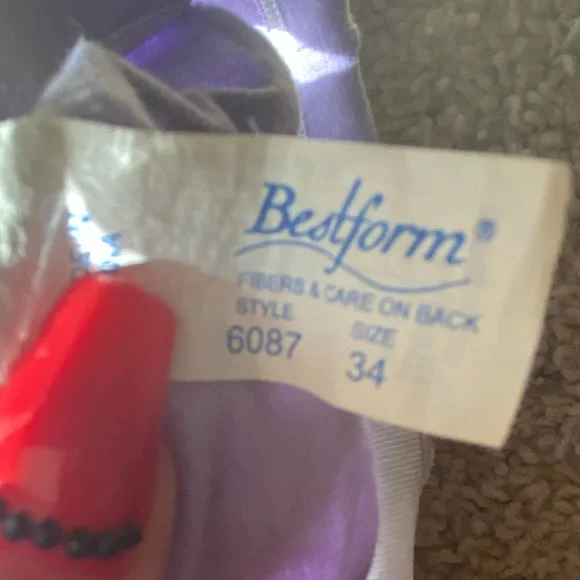 Bestform®
FIBERS & CARE ON BACK
STYLE SIZE
6087 34